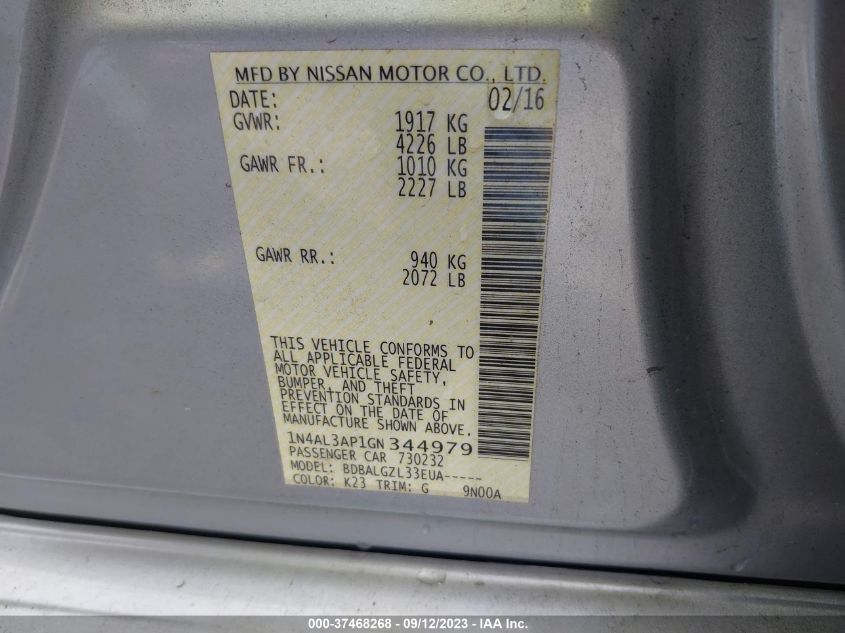 MFD BY NISSAN MOTOR CO., LTD.
DATE: 02/16
GVWR: 1917 KG
4226 LB
GAWR FR.: 1010 KG
2227 LB
GAWR RR.: 940 KG
2072 LB
THIS VEHICLE CONFORMS TO
ALL APPLICABLE FEDERAL
MOTOR VEHICLE SAFETY,
BUMPER, AND THEFT
PREVENTION STANDARDS IN
EFFECT ON THE DATE OF
MANUFACTURE SHOWN ABOVE.
1N4AL3AP1GN 344979
PASSENGER CAR 730232
MODEL: BDBALGZL33EUA-----
COLOR: K23 TRIM: G 9N00A
000-37468268 - 09/12/2023 - IAA Inc.